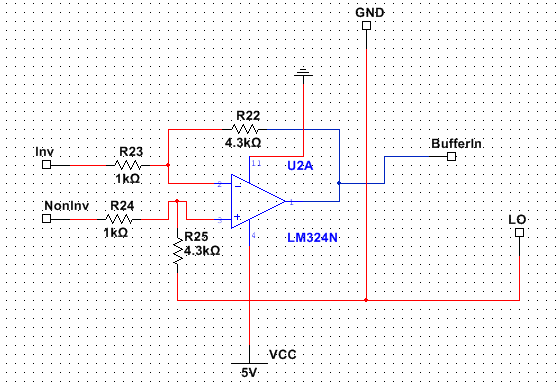 GND
R22
4.3kΩ
Inv
R23
1kΩ
11
U2A
BufferIn
2
NonInv
R24
1kΩ
3
1
LO
R25
4.3kΩ
4
LM324N
VCC
5V